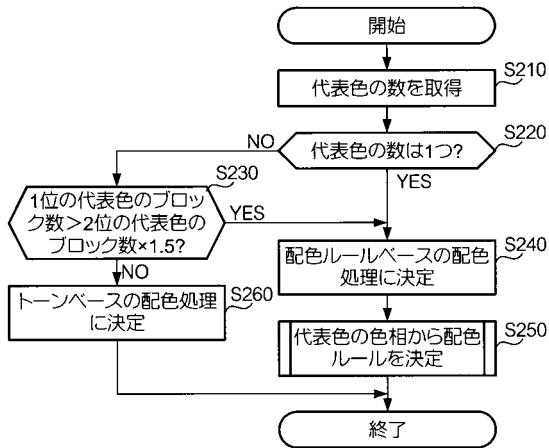 開始
S210
代表色の数を取得
S220
代表色の数は1つ?
NO
YES
S230
1位の代表色のブロック
数>2位の代表色の
ブロック数×1.5?
YES
NO
S240
配色ルールベースの配色
処理に決定
S260
トーンベースの配色処理
に決定
S250
代表色の色相から配色
ルールを決定
終了